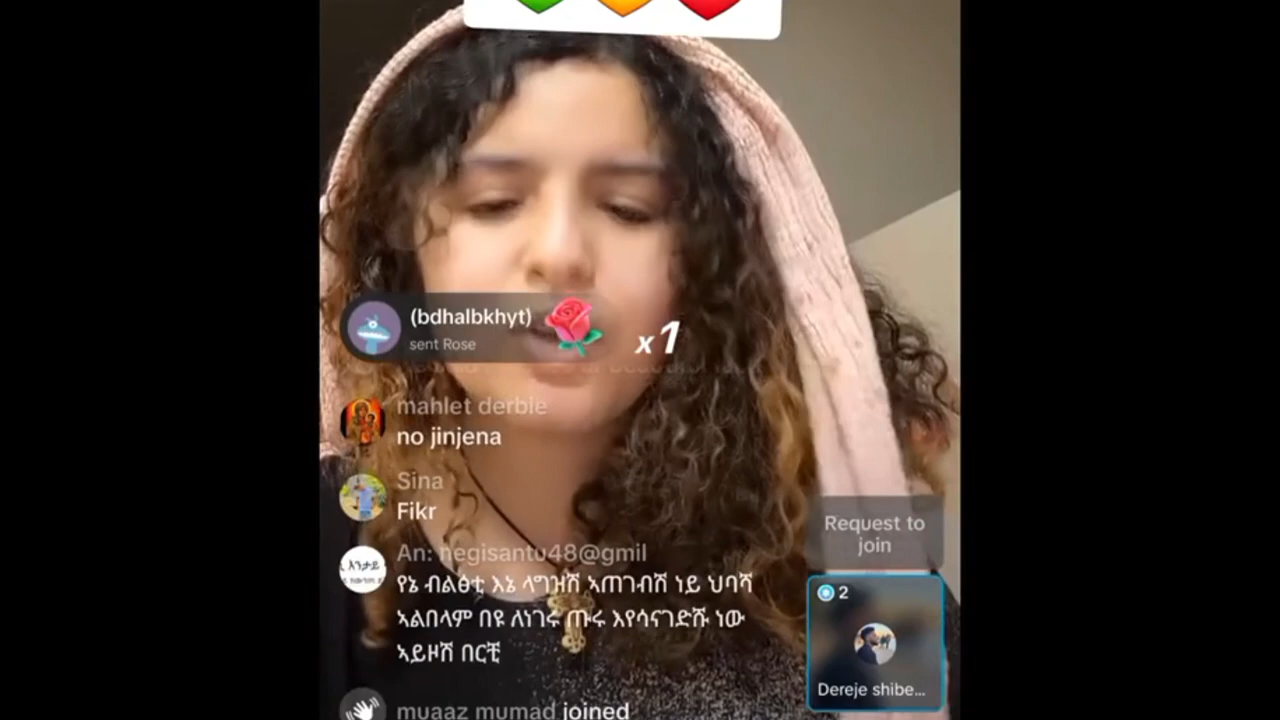 (bdhalbkhyt)
sent Rose
x1
mahlet derbie
no jinjena
Sina
Fikr
An: negisantu48@gmil
የኔ ብልፅቲ እኔ ላግዝሽ ኣጠገብሽ ነይ ህባሻ
ኣልበላም በዩ ለነገሩ ጡሩ እየሳናገድሹ ነው
ኣይዞሽ በርቺ
muaaz mumad joined
Request to
join
2
Dereje shibe...